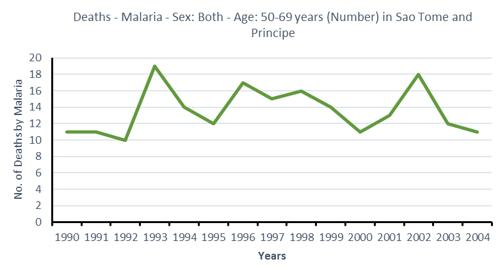 Deaths - Malaria - Sex: Both - Age: 50-69 years (Number) in Sao Tome and
Principe
No. of Deaths by Malaria
20
18
16
14
12
10
8
6
4
2
0
1990 1991 1992 1993 1994 1995 1996 1997 1998 1999 2000 2001 2002 2003 2004
Years